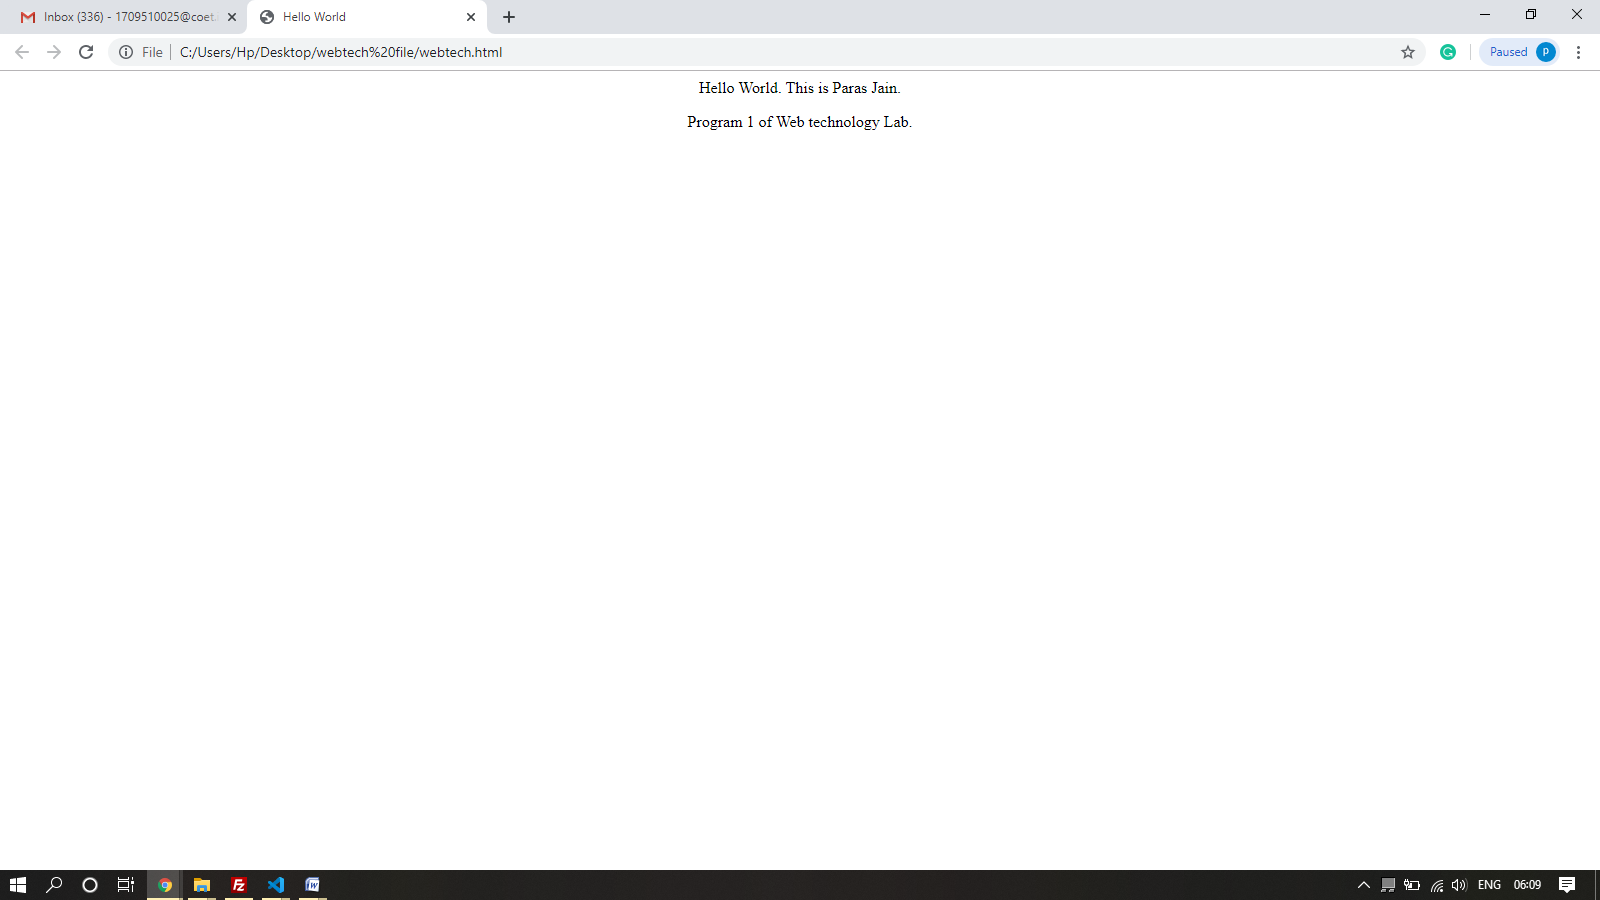 Inbox (336) - 1709510025@coet.
Hello World
File
C:/Users/Hp/Desktop/webtech%20file/webtech.html
Paused
p
Hello World. This is Paras Jain.
Program 1 of Web technology Lab.
ENG
06:09